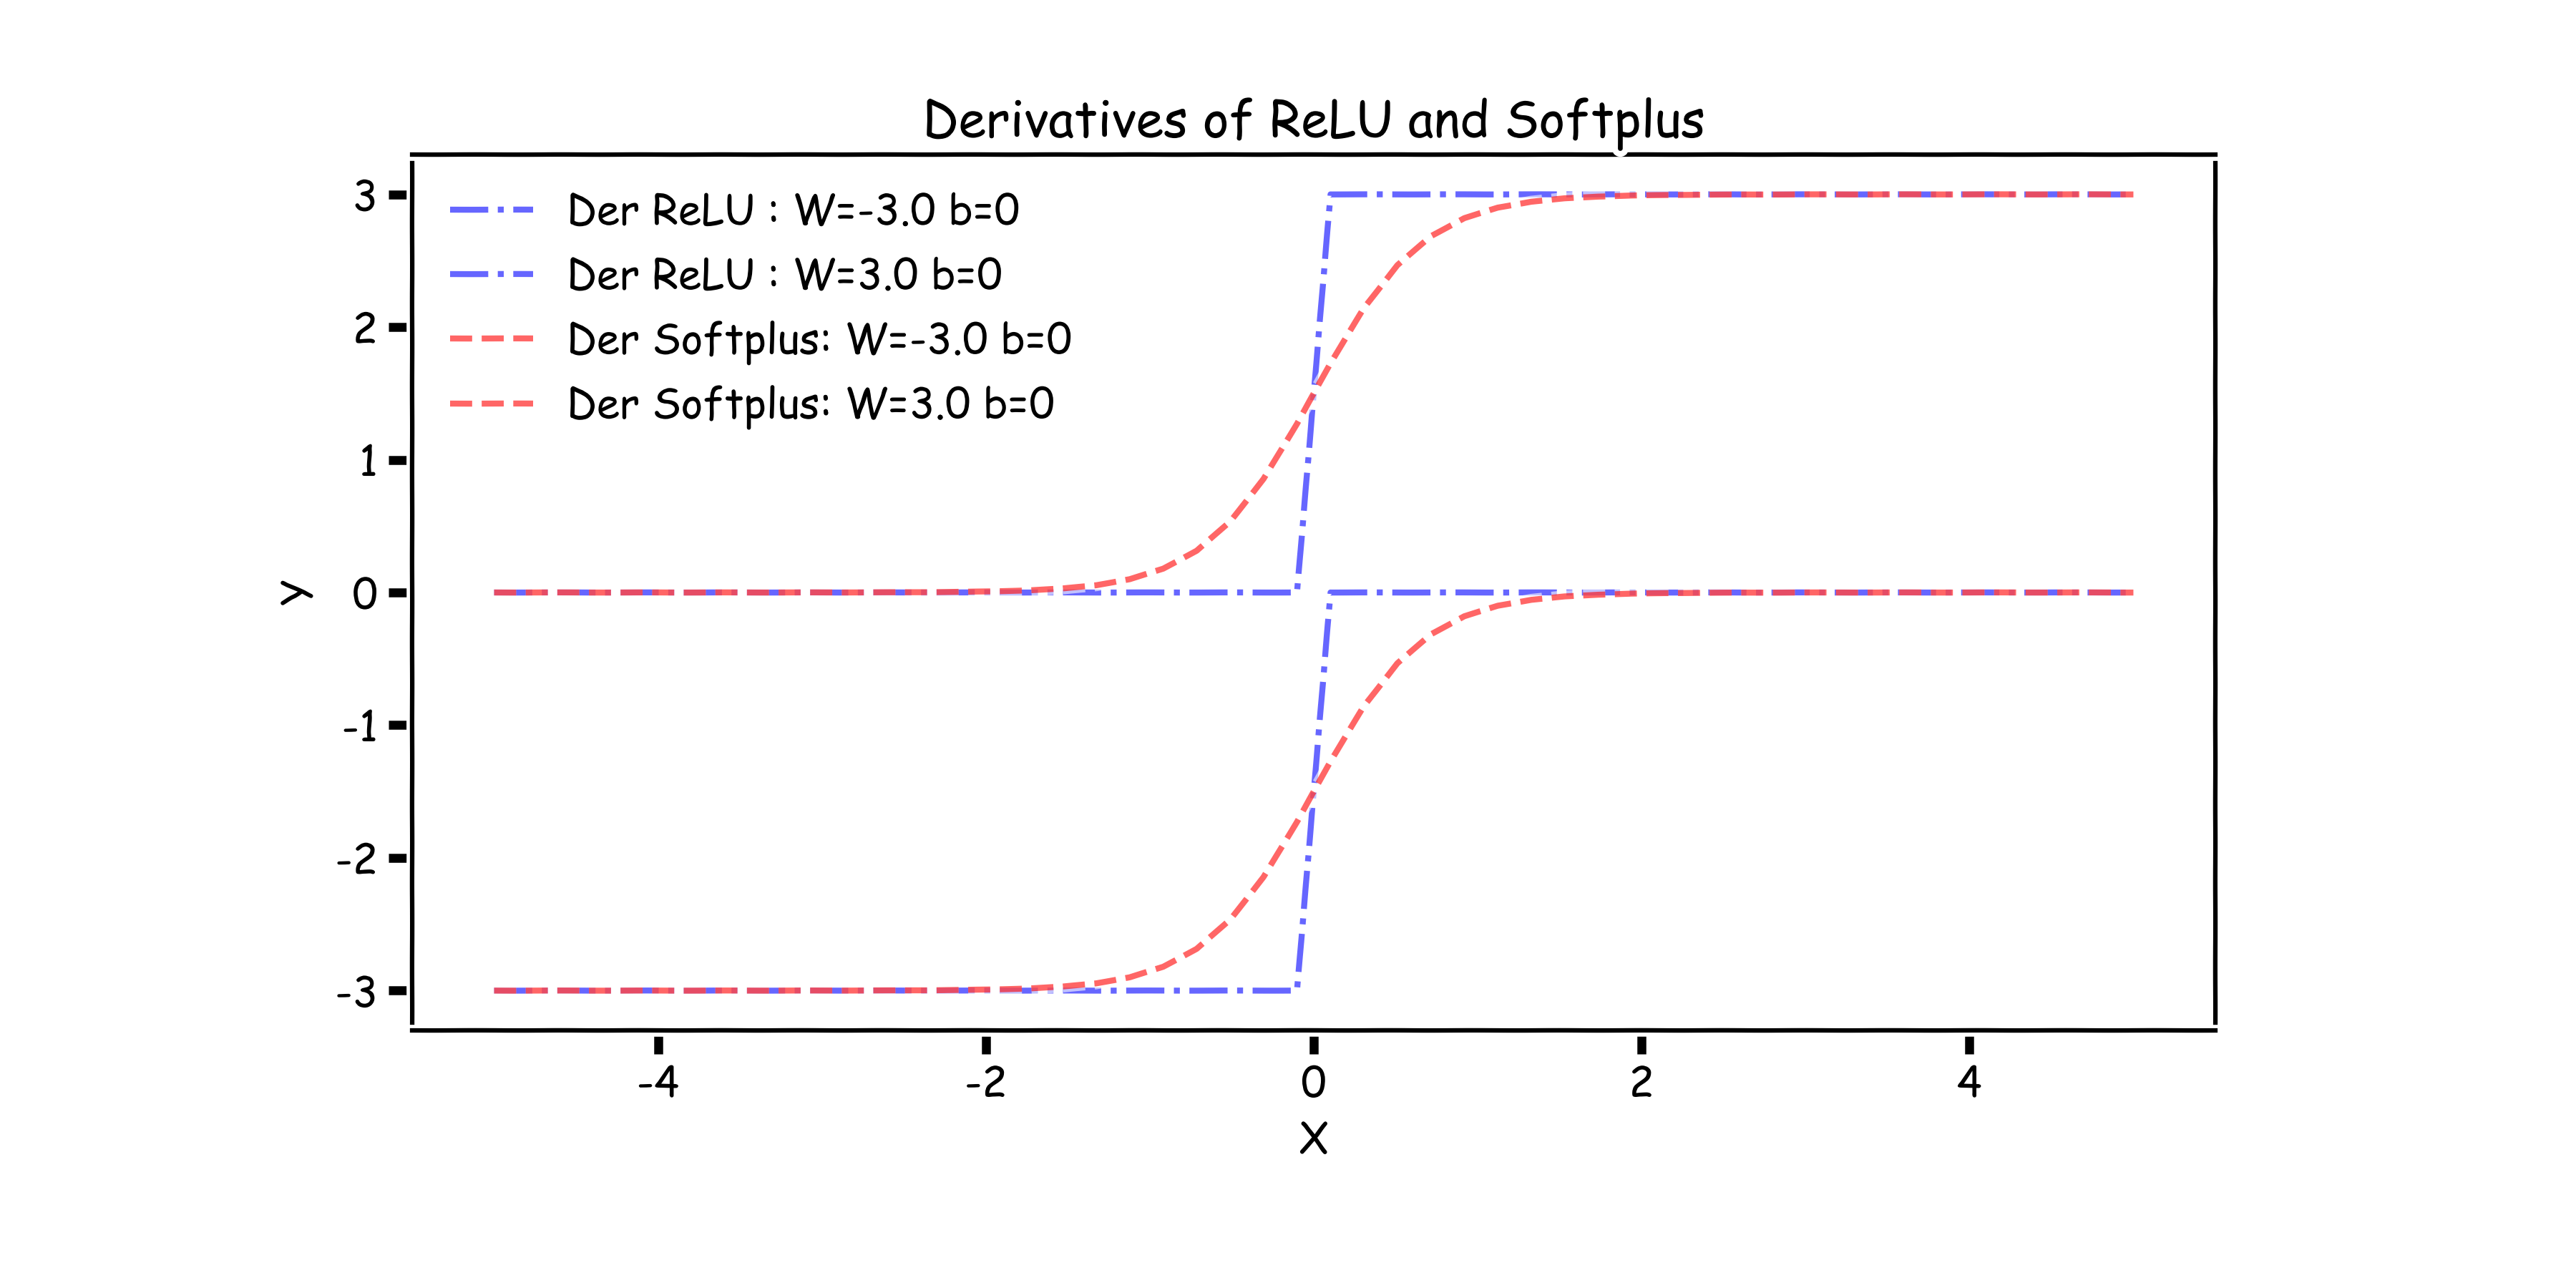 Derivatives of ReLU and Softplus
Der ReLU : W=-3.0 b=0
Der ReLU : W=3.0 b=0
Der Softplus: W=-3.0 b=0
Der Softplus: W=3.0 b=0
3
2
1
0
-1
-2
-3
y
-4
-2
0
2
4
X